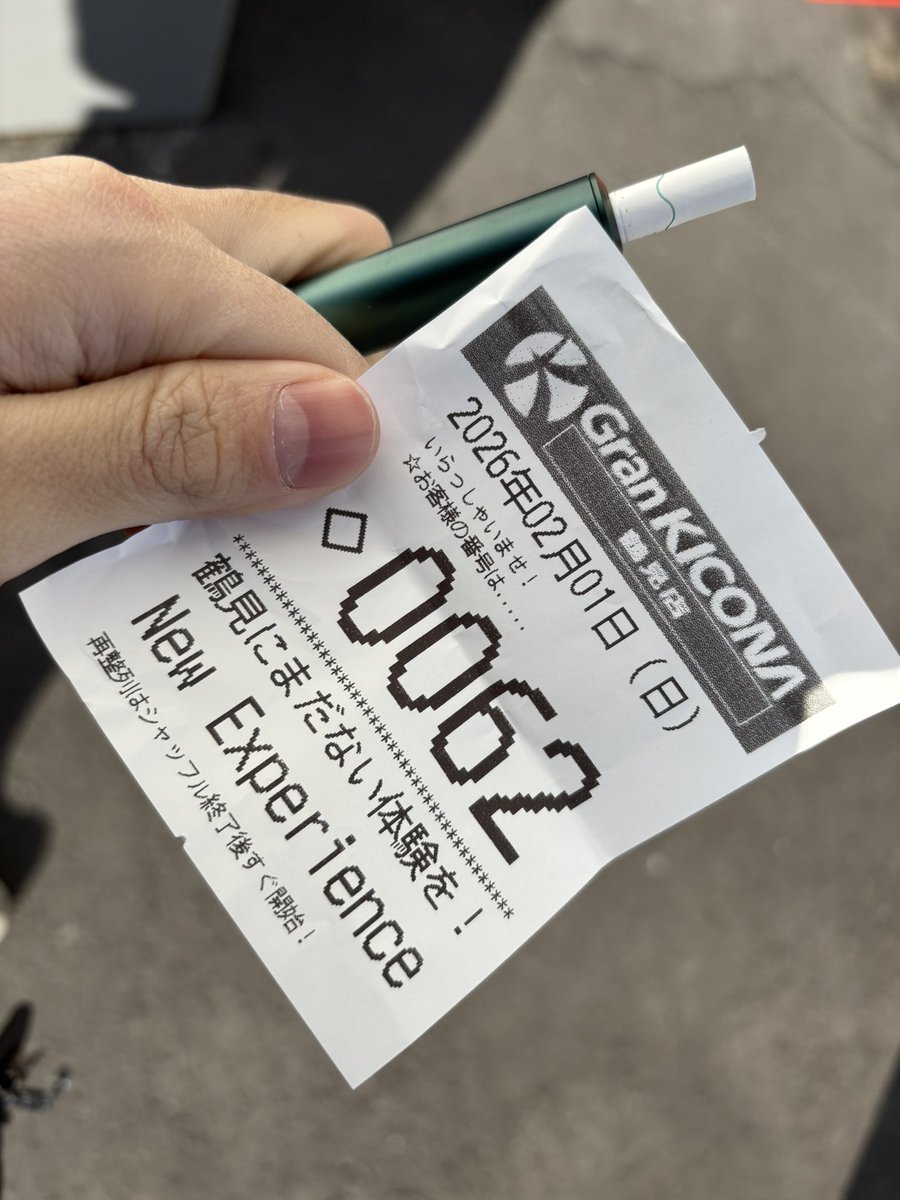 Gran KICONA
鶴見店
2026年02月01日（日）
いらっしゃいませ！
☆お客様の番号は....
◇0062
****************************************
鶴見にまだない体験を！
New Experience
再整列はシャッフル終了後すぐ開始！